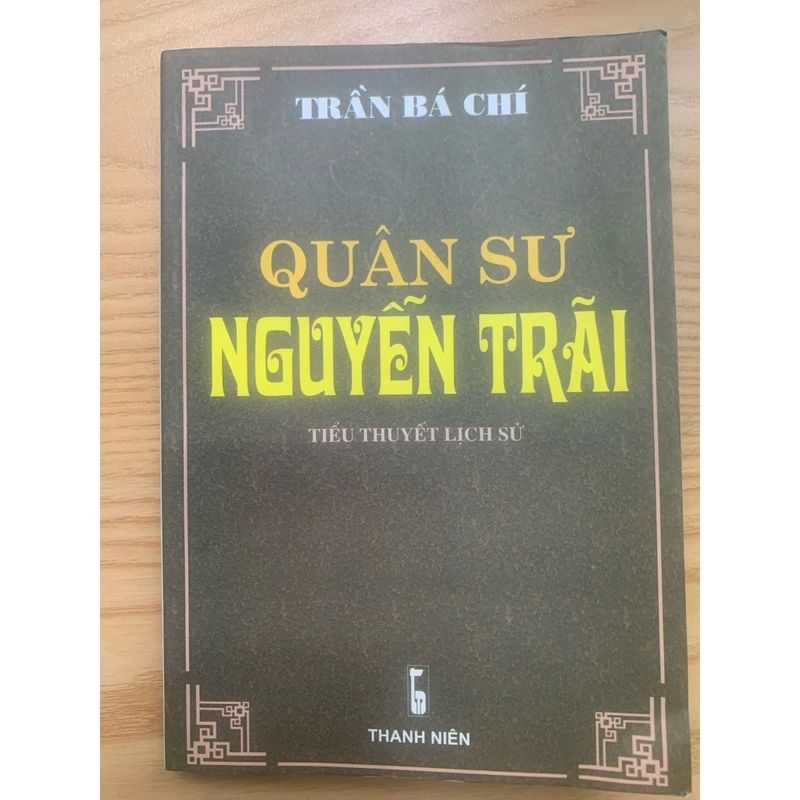 TRẦN BÁ CHÍ
QUÂN SƯ
NGUYỄN TRÃI
TIỂU THUYẾT LỊCH SỬ
THANH NIÊN